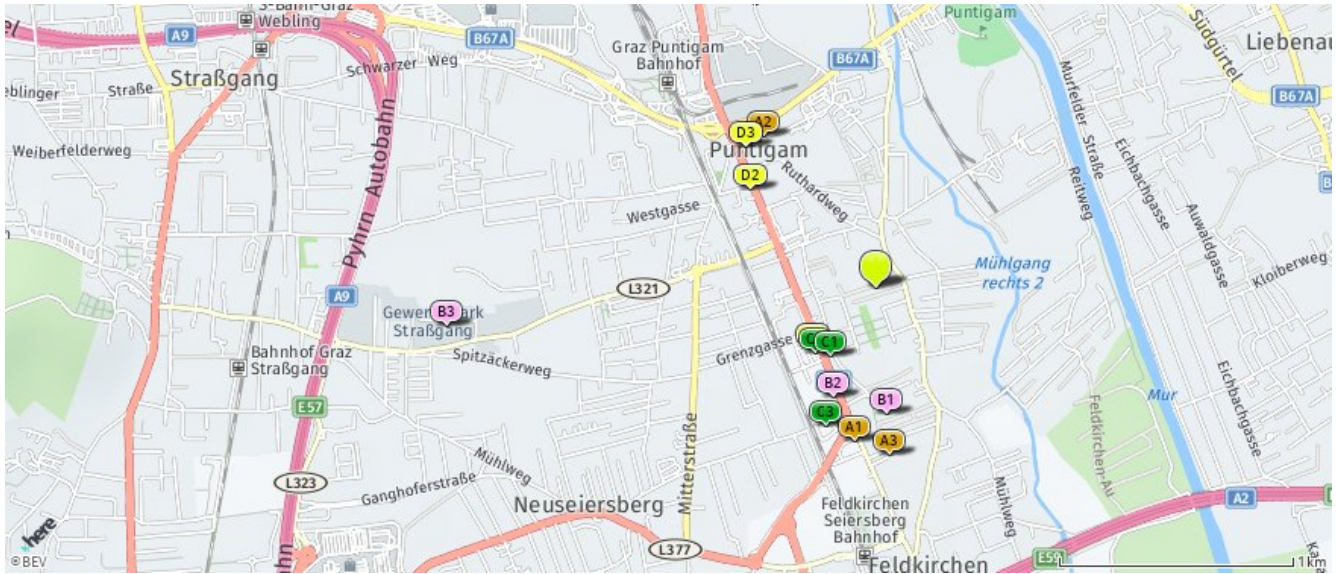 S-Bahn-Graz
Webling
A9
B67A
Straßgang
Schwarzer Weg
Straße
Weiberfelderweg
Pyhrn Autobahn
Graz Puntigam
Bahnhof
B67A
Puntigam
Südgürtel
Liebenau
B67A
Murfelder Straße
Eichbachgasse
Reitweg
Auwaldgasse
Kloiberweg
A2
D3
Puntigam
D2
Ruthardweg
Westgasse
Mühlgang
rechts 2
L321
A9
B3
Straßgang
Spitzäckerweg
Bahnhof Graz
Straßgang
Grenzgasse
C1
B2
B1
C3
A1
A3
E57
Mur
Eichbachgasse
Feldkirchen-Au
Mitterstraße
Mühlweg
L323
Ganghoferstraße
Neuseiersberg
Mühlweg
A2
Feldkirchen
Seiersberg
Bahnhof
L377
Feldkirchen
E59
1km
here
©BEV